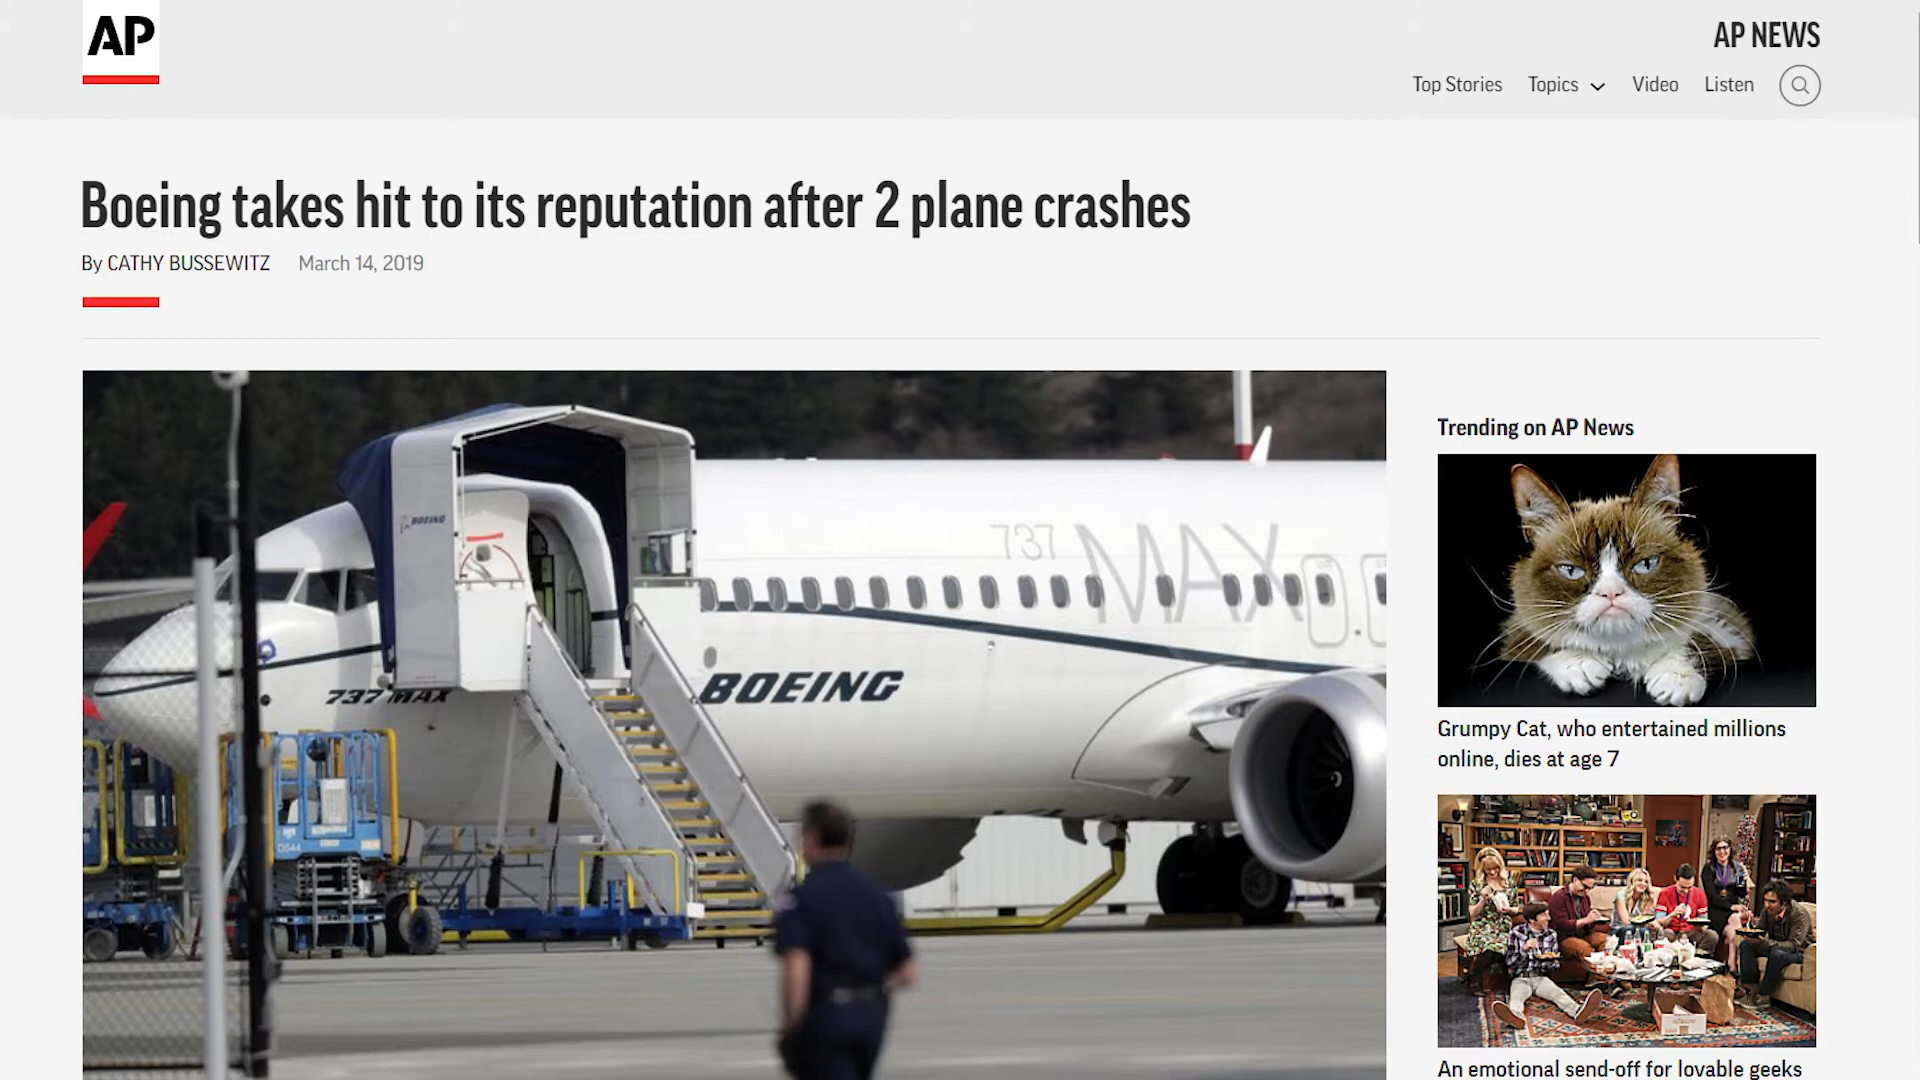 AP
AP NEWS
Top Stories Topics Video Listen
Boeing takes hit to its reputation after 2 plane crashes
By CATHY BUSSEWITZ March 14, 2019
BOEING
737 MAX
737 MAX
BOEING
DS44
Trending on AP News
Grumpy Cat, who entertained millions
online, dies at age 7
An emotional send-off for lovable geeks